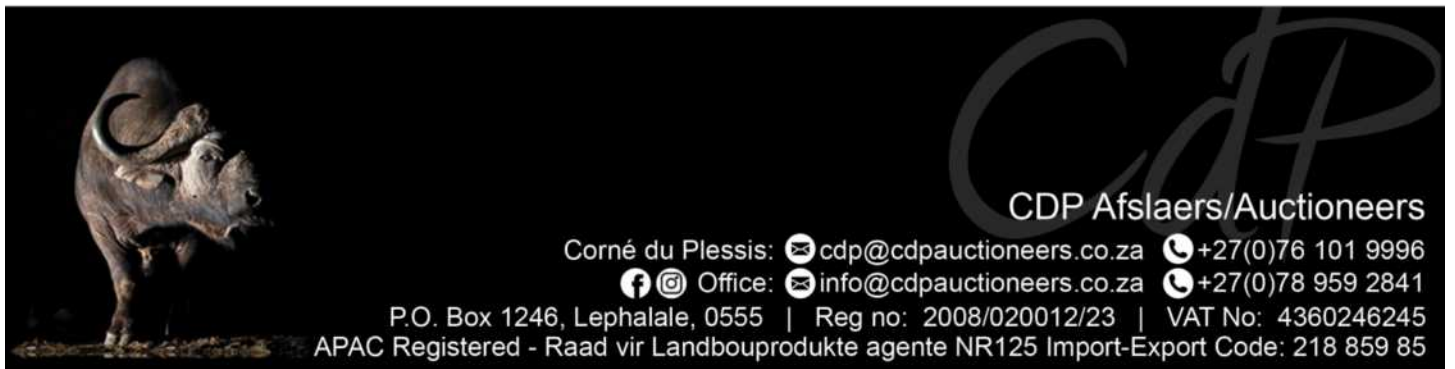 CdP
CDP Afslaers/Auctioneers
Corné du Plessis: cdp@cdpauctioneers.co.za +27(0)76 101 9996
Office: info@cdpauctioneers.co.za +27(0)78 959 2841
P.O. Box 1246, Lephalale, 0555 | Reg no: 2008/020012/23 | VAT No: 4360246245
APAC Registered - Raad vir Landbouprodukte agente NR125 Import-Export Code: 218 859 85